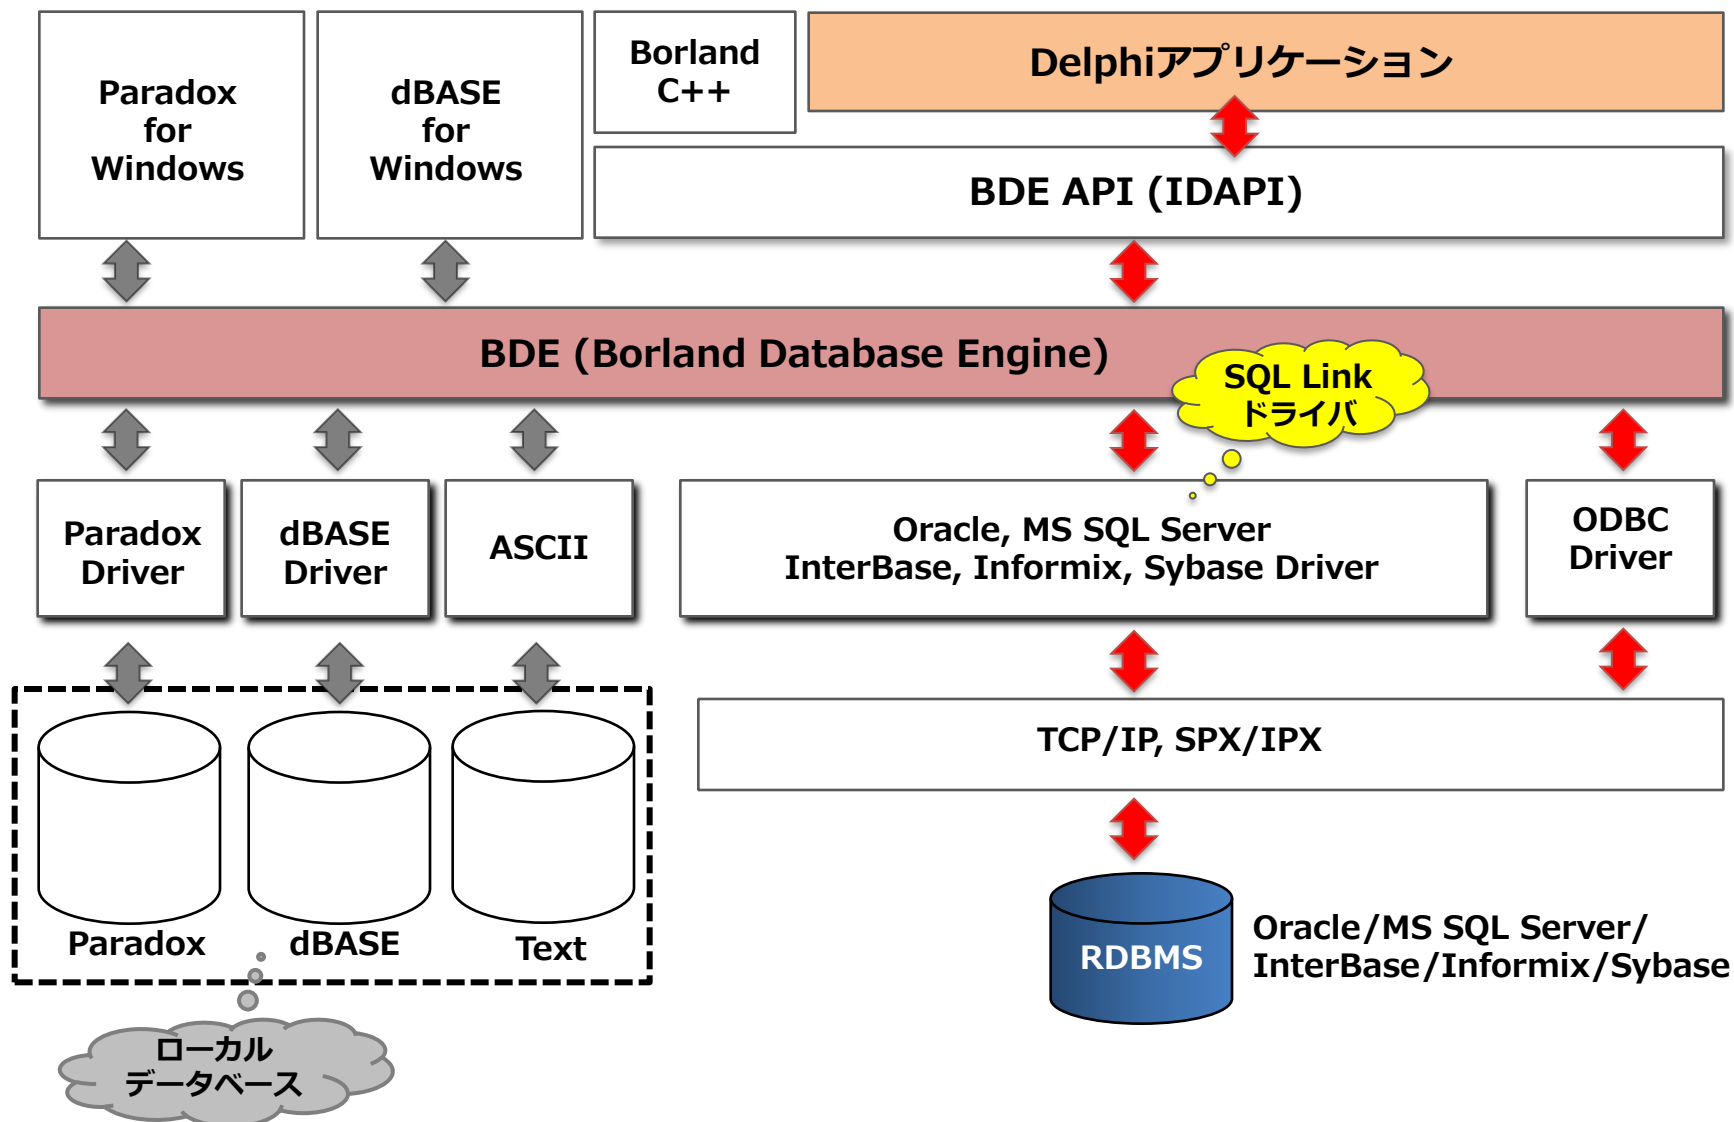 Paradox
for
Windows
dBASE
for
Windows
Borland
C++
Delphiアプリケーション
BDE API (IDAPI)
BDE (Borland Database Engine)
SQL Link
ドライバ
Paradox
Driver
dBASE
Driver
ASCII
Oracle, MS SQL Server
InterBase, Informix, Sybase Driver
ODBC
Driver
TCP/IP, SPX/IPX
Paradox
dBASE
Text
RDBMS
Oracle/MS SQL Server/
InterBase/Informix/Sybase
ローカル
データベース